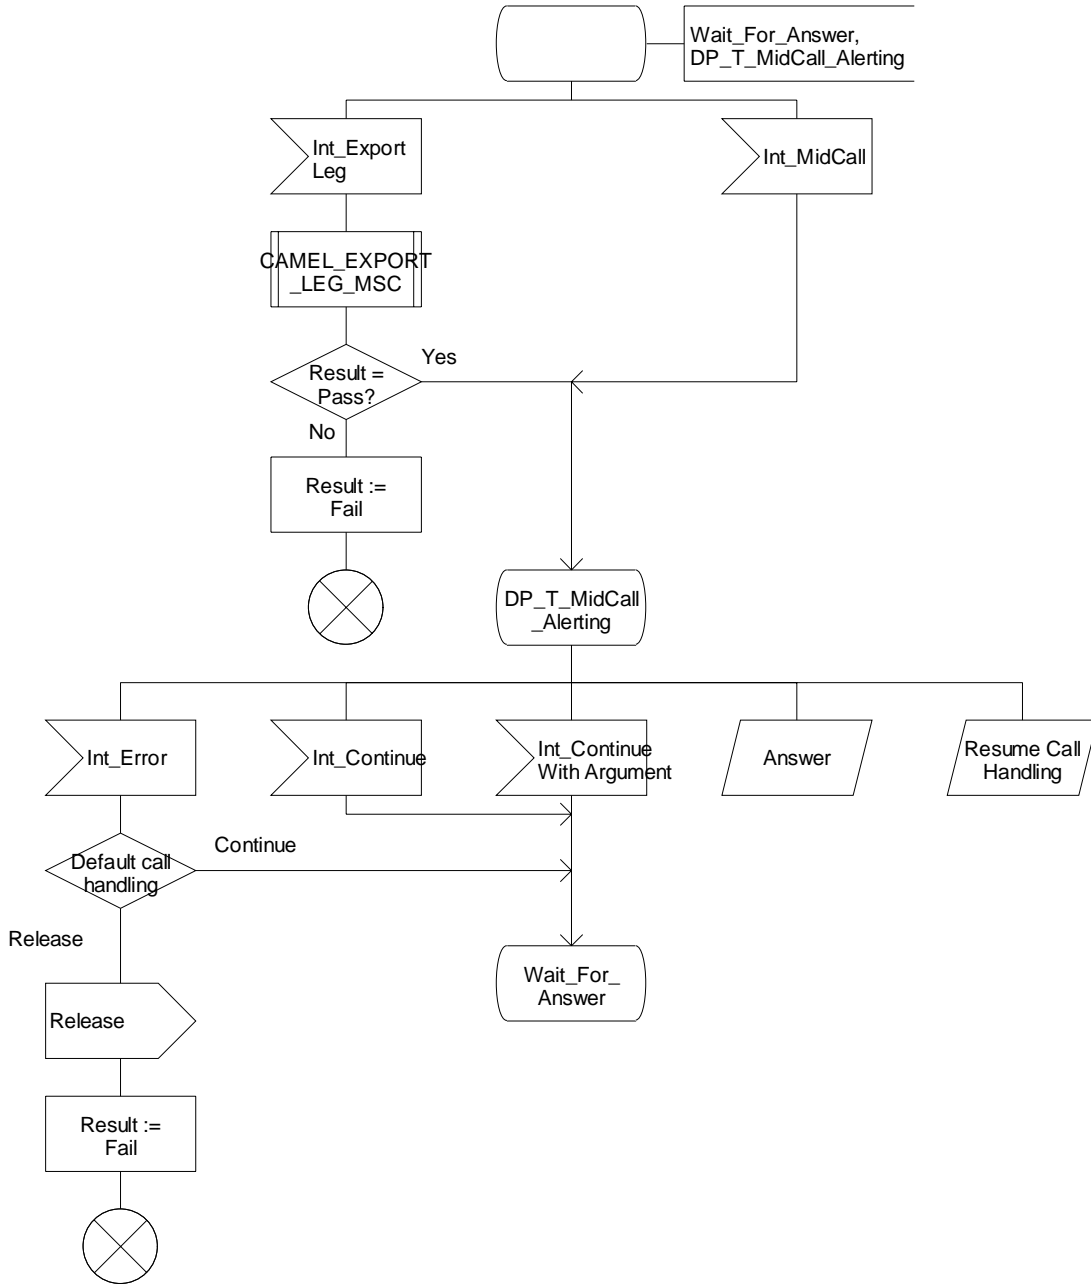 Wait_For_Answer,
DP_T_MidCall_Alerting
Int_Export
Leg
Int_MidCall
CAMEL_EXPORT
_LEG_MSC
Yes
Result =
Pass?
No
Result :=
Fail
DP_T_MidCall
_Alerting
Int_Error
Int_Continue
Int_Continue
With Argument
Answer
Resume Call
Handling
Continue
Default call
handling
Release
Wait_For_
Answer
Release
Result :=
Fail